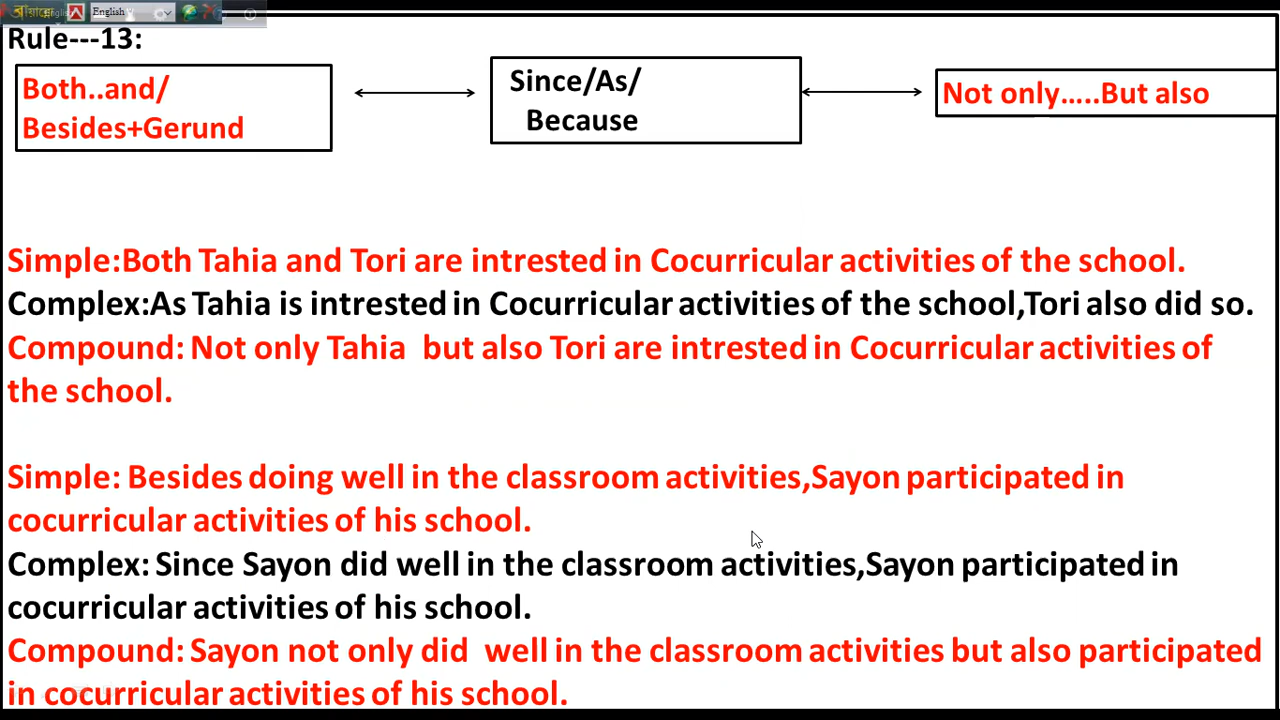 English
Rule---13:
Both..and/
Besides+Gerund
Since/As/
Because
Not only.....But also
Simple:Both Tahia and Tori are intrested in Cocurricular activities of the school.
Complex:As Tahia is intrested in Cocurricular activities of the school,Tori also did so.
Compound: Not only Tahia but also Tori are intrested in Cocurricular activities of
the school.
Simple: Besides doing well in the classroom activities,Sayon participated in
cocurricular activities of his school.
Complex: Since Sayon did well in the classroom activities,Sayon participated in
cocurricular activities of his school.
Compound: Sayon not only did well in the classroom activities but also participated
in cocurricular activities of his school.